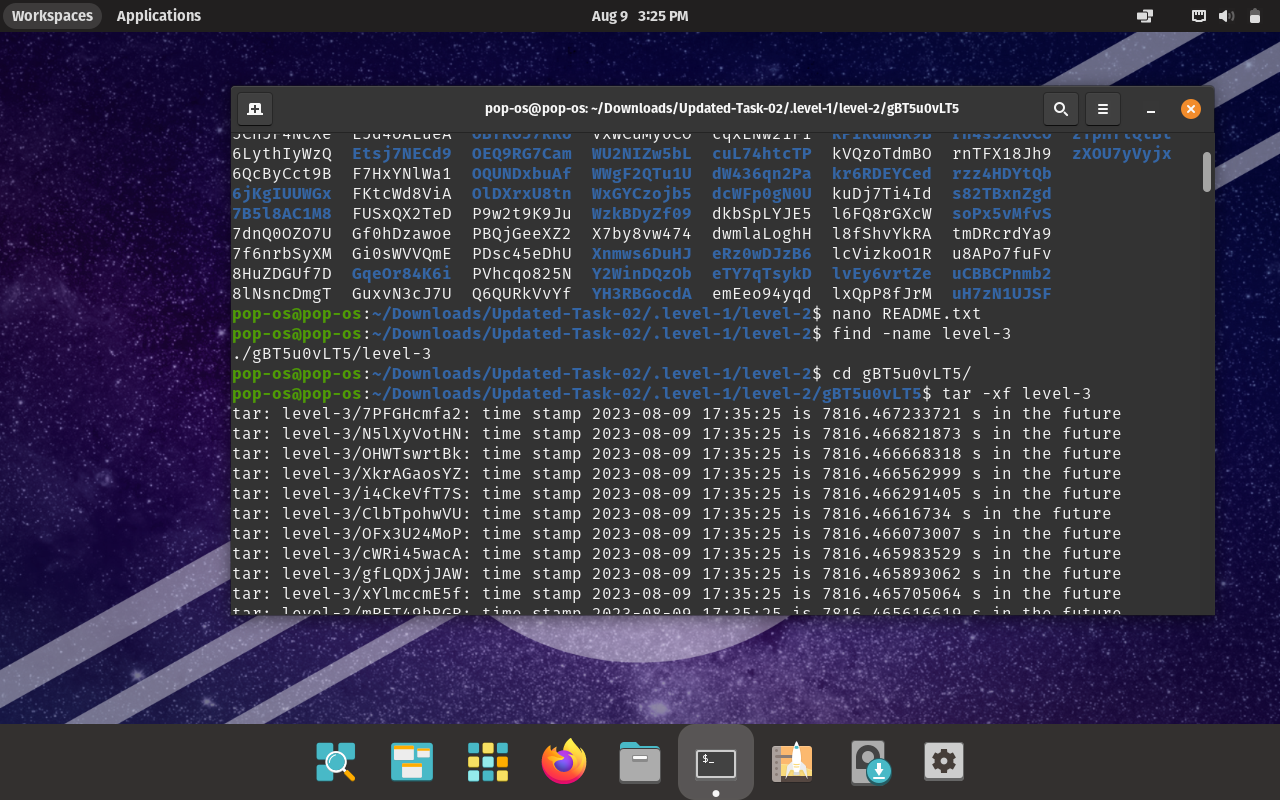 Workspaces Applications Aug 9 3:25 PM
pop-os@pop-os: ~/Downloads/Updated-Task-02/.level-1/level-2/gBT5u0vLT5
6LythIyWzQ Etsj7NECd9 OEQ9RG7Cam WU2NIZw5bL cuL74htcTP kVQzoTdmBO rnTFX18Jh9 zXOU7yVyjx
6QcByCct9B F7HxYNlWa1 OQUNDxbuAf WWgF2QTu1U dW436qn2Pa kr6RDEYCed rzz4HDYtQb
6jKgIUUWGx FKtcWd8ViA OlDXrxU8tn WxGYCzojb5 dcWFp0gN0U kuDj7Ti4Id s82TBxnZgd
7B5l8AC1M8 FUSxQX2TeD P9w2t9K9Ju WzkBDyZf09 dkbSpLYJE5 l6FQ8rGXcW soPx5vMfvS
7dnQ0OZO7U Gf0hDzawoe PBQjGeeXZ2 X7by8vw474 dwmlaLoghH l8fShvYkRA tmDRcrdYa9
7f6nrbSyXM Gi0sWVVQmE PDsc45eDhU Xnmws6DuHJ eRz0wDJzB6 lcVizkoO1R u8APo7fuFv
8HuZDGUf7D GqeOr84K6i PVhcqo825N Y2WinDQzOb eTY7qTsykD lvEy6vrtZe uCBBCPnmb2
8lNsncDmgT GuxvN3cJ7U Q6QURkVvYf YH3RBGocdA emEeo94yqd lxQpP8fJrM uH7zN1UJSF
pop-os@pop-os:~/Downloads/Updated-Task-02/.level-1/level-2$ nano README.txt
pop-os@pop-os:~/Downloads/Updated-Task-02/.level-1/level-2$ find -name level-3
./gBT5u0vLT5/level-3
pop-os@pop-os:~/Downloads/Updated-Task-02/.level-1/level-2$ cd gBT5u0vLT5/
pop-os@pop-os:~/Downloads/Updated-Task-02/.level-1/level-2/gBT5u0vLT5$ tar -xf level-3
tar: level-3/7PFGHcmfa2: time stamp 2023-08-09 17:35:25 is 7816.467233721 s in the future
tar: level-3/N5lXyVotHN: time stamp 2023-08-09 17:35:25 is 7816.466821873 s in the future
tar: level-3/OHWTswrtBk: time stamp 2023-08-09 17:35:25 is 7816.466668318 s in the future
tar: level-3/XkrAGaosYZ: time stamp 2023-08-09 17:35:25 is 7816.466562999 s in the future
tar: level-3/i4CkeVfT7S: time stamp 2023-08-09 17:35:25 is 7816.466291405 s in the future
tar: level-3/ClbTpohwVU: time stamp 2023-08-09 17:35:25 is 7816.46616734 s in the future
tar: level-3/OFx3U24MoP: time stamp 2023-08-09 17:35:25 is 7816.466073007 s in the future
tar: level-3/cWRi45wacA: time stamp 2023-08-09 17:35:25 is 7816.465983529 s in the future
tar: level-3/gfLQDXjJAW: time stamp 2023-08-09 17:35:25 is 7816.465893062 s in the future
tar: level-3/xYlmccmE5f: time stamp 2023-08-09 17:35:25 is 7816.465705064 s in the future